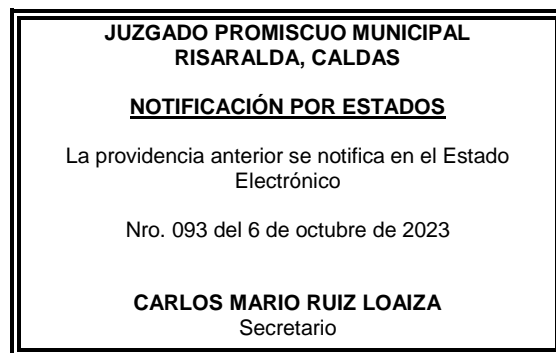 JUZGADO PROMISCUO MUNICIPAL
RISARALDA, CALDAS
NOTIFICACIÓN POR ESTADOS
La providencia anterior se notifica en el Estado
Electrónico
Nro. 093 del 6 de octubre de 2023
CARLOS MARIO RUIZ LOAIZA
Secretario